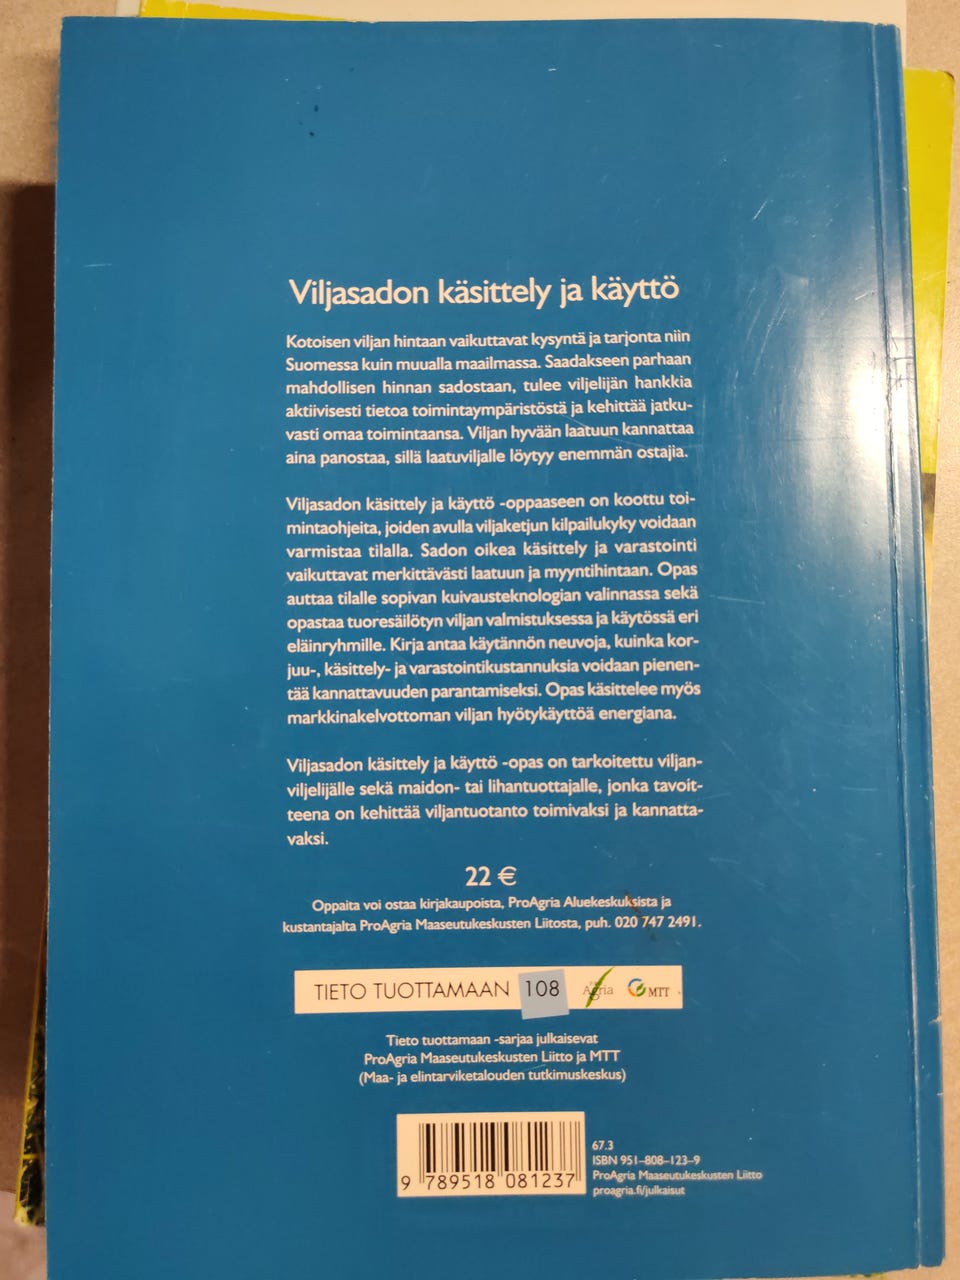 Viljasadon käsittely ja käyttö
Kotoisen viljan hintaan vaikuttavat kysyntä ja tarjonta niin
Suomessa kuin muualla maailmassa. Saadakseen parhaan
mahdollisen hinnan sadostaan, tulee viljelijän hankkia
aktiivisesti tietoa toimintaympäristöstä ja kehittää jatku-
vasti omaa toimintaansa. Viljan hyvään laatuun kannattaa
aina panostaa, sillä laatuviljalle löytyy enemmän ostajia.
Viljasadon käsittely ja käyttö -oppaaseen on koottu toi-
mintaohjeita, joiden avulla viljaketjun kilpailukyky voidaan
varmistaa tilalla. Sadon oikea käsittely ja varastointi
vaikuttavat merkittävästi laatuun ja myyntihintaan. Opas
auttaa tilalle sopivan kuivausteknologian valinnassa sekä
opastaa tuoresäilötyn viljan valmistuksessa ja käytössä eri
eläinryhmille. Kirja antaa käytännön neuvoja, kuinka kor-
juu-, käsittely- ja varastointikustannuksia voidaan pienen-
tää kannattavuuden parantamiseksi. Opas käsittelee myös
markkinakelvottoman viljan hyötykäyttöä energiana.
Viljasadon käsittely ja käyttö -opas on tarkoitettu viljan-
viljelijälle sekä maidon- tai lihantuottajalle, jonka tavoit-
teena on kehittää viljantuotanto toimivaksi ja kannatta-
vaksi.
22 €
Oppaita voi ostaa kirjakaupoista, ProAgria Aluekeskuksista ja
kustantajalta ProAgria Maaseutukeskusten Liitosta, puh. 020 747 2491.
TIETO TUOTTAMAAN 108 Agria MTT
Tieto tuottamaan -sarjaa julkaisevat
ProAgria Maaseutukeskusten Liitto ja MTT
(Maa- ja elintarviketalouden tutkimuskeskus)
67.3
ISBN 951-808-123-9
ProAgria Maaseutukeskusten Liitto
proagria.fi/julkaisut
9 789518 081237